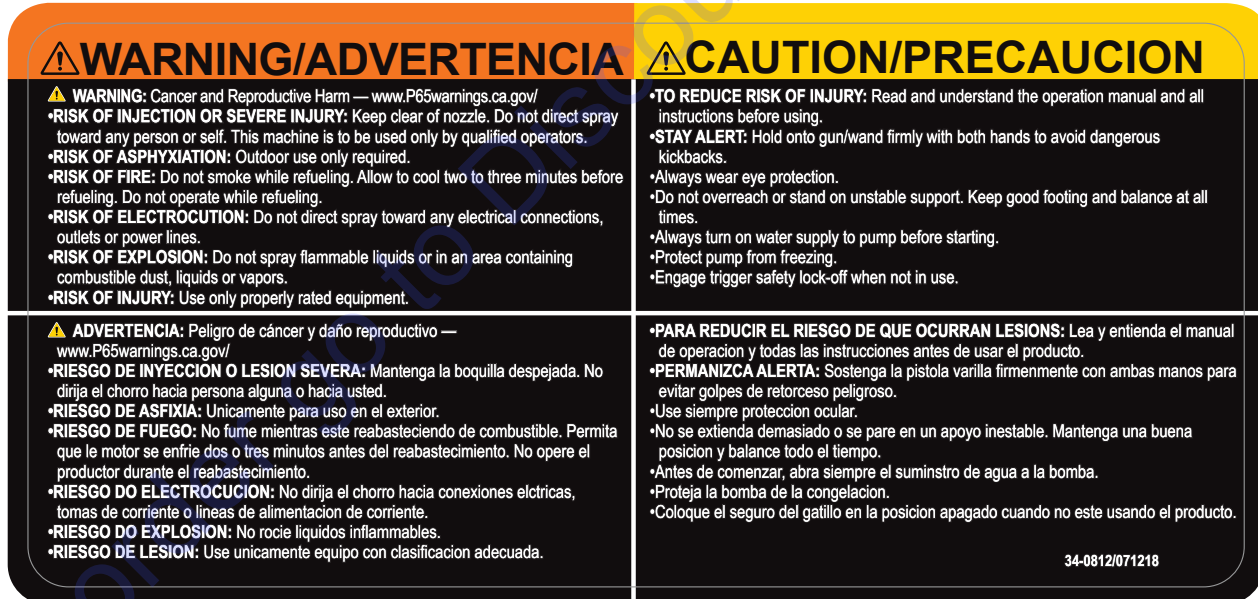 WARNING/ADVERTENCIA
WARNING: Cancer and Reproductive Harm — www.P65warnings.ca.gov/
•RISK OF INJECTION OR SEVERE INJURY: Keep clear of nozzle. Do not direct spray
toward any person or self. This machine is to be used only by qualified operators.
•RISK OF ASPHYXIATION: Outdoor use only required.
•RISK OF FIRE: Do not smoke while refueling. Allow to cool two to three minutes before
refueling. Do not operate while refueling.
•RISK OF ELECTROCUTION: Do not direct spray toward any electrical connections,
outlets or power lines.
•RISK OF EXPLOSION: Do not spray flammable liquids or in an area containing
combustible dust, liquids or vapors.
•RISK OF INJURY: Use only properly rated equipment.
CAUTION/PRECAUCION
•TO REDUCE RISK OF INJURY: Read and understand the operation manual and all
instructions before using.
•STAY ALERT: Hold onto gun/wand firmly with both hands to avoid dangerous
kickbacks.
•Always wear eye protection.
•Do not overreach or stand on unstable support. Keep good footing and balance at all
times.
•Always turn on water supply to pump before starting.
•Protect pump from freezing.
•Engage trigger safety lock-off when not in use.
ADVERTENCIA: Peligro de cáncer y daño reproductivo —
www.P65warnings.ca.gov/
•RIESGO DE INYECCION O LESION SEVERA: Mantenga la boquilla despejada. No
dirija el chorro hacia persona alguna o hacia usted.
•RIESGO DE ASFIXIA: Unicamente para uso en el exterior.
•RIESGO DE FUEGO: No fume mientras este reabasteciendo de combustible. Permita
que le motor se enfrie dos o tres minutos antes del reabastecimiento. No opere el
productor durante el reabastecimiento.
•RIESGO DO ELECTROCUCION: No dirija el chorro hacia conexiones elctricas,
tomas de corriente o lineas de alimentacion de corriente.
•RIESGO DO EXPLOSION: No rocie liquidos inflammables.
•RIESGO DE LESION: Use unicamente equipo con clasificacion adecuada.
•PARA REDUCIR EL RIESGO DE QUE OCURRAN LESIONS: Lea y entienda el manual
de operacion y todas las instrucciones antes de usar el producto.
•PERMANIZCA ALERTA: Sostenga la pistola varilla firmenmente con ambas manos para
evitar golpes de retorceso peligroso.
•Use siempre proteccion ocular.
•No se extienda demasiado o se pare en un apoyo inestable. Mantenga una buena
posicion y balance todo el tiempo.
•Antes de comenzar, abra siempre el suminstro de agua a la bomba.
•Proteja la bomba de la congelacion.
•Coloque el seguro del gatillo en la posicion apagado cuando no este usando el producto.
34-0812/071218
order go to Discou